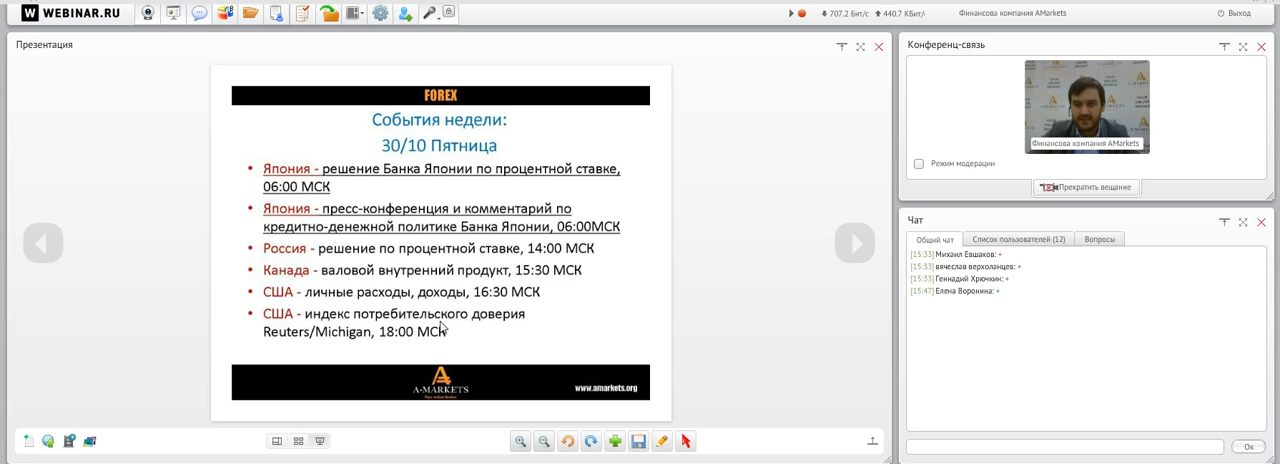 W WEBINAR.RU
707.2 Бит/с
440.7 КБит/с
Финансова компания AMarkets
Выход
Презентация
FOREX
События недели:
30/10 Пятница
• Япония - решение Банка Японии по процентной ставке,
06:00 МСК
• Япония - пресс-конференция и комментарий по
кредитно-денежной политике Банка Японии, 06:00МСК
• Россия - решение по процентной ставке, 14:00 МСК
• Канада - валовой внутренний продукт, 15:30 МСК
• США - личные расходы, доходы, 16:30 МСК
• США - индекс потребительского доверия
Reuters/Michigan, 18:00 МСК
A-MARKETS
www.amarkets.org
Конференц-связь
Финансова компания AMarkets
Режим модерации
Прекратить вещание
Чат
Общий чат
Список пользователей (12)
Вопросы
[15:33] Михаил Евшаков: +
[15:33] вячеслав верхоланцев: +
[15:33] Геннадий Хрючкин: +
[15:47] Елена Воронина: +
Ок